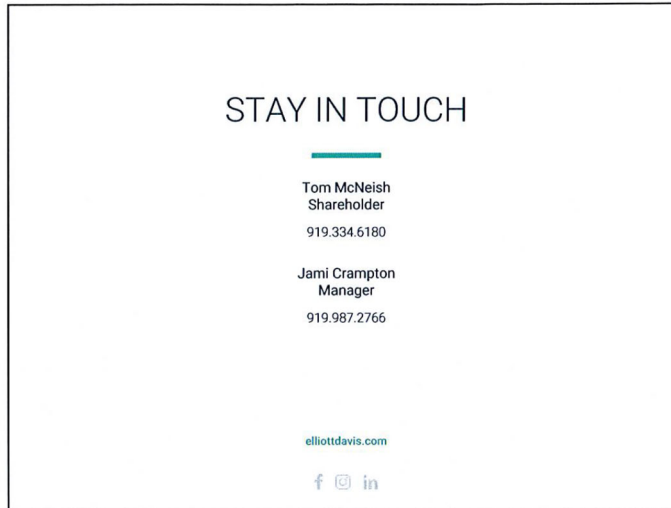 STAY IN TOUCH
Tom McNeish
Shareholder
919.334.6180
Jami Crampton
Manager
919.987.2766
elliottdavis.com